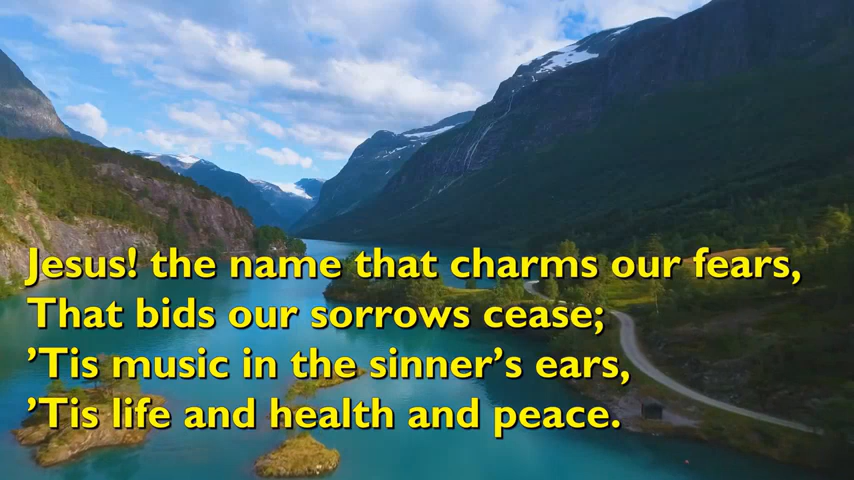 Jesus! the name that charms our fears,
That bids our sorrows cease;
’Tis music in the sinner’s ears,
’Tis life and health and peace.